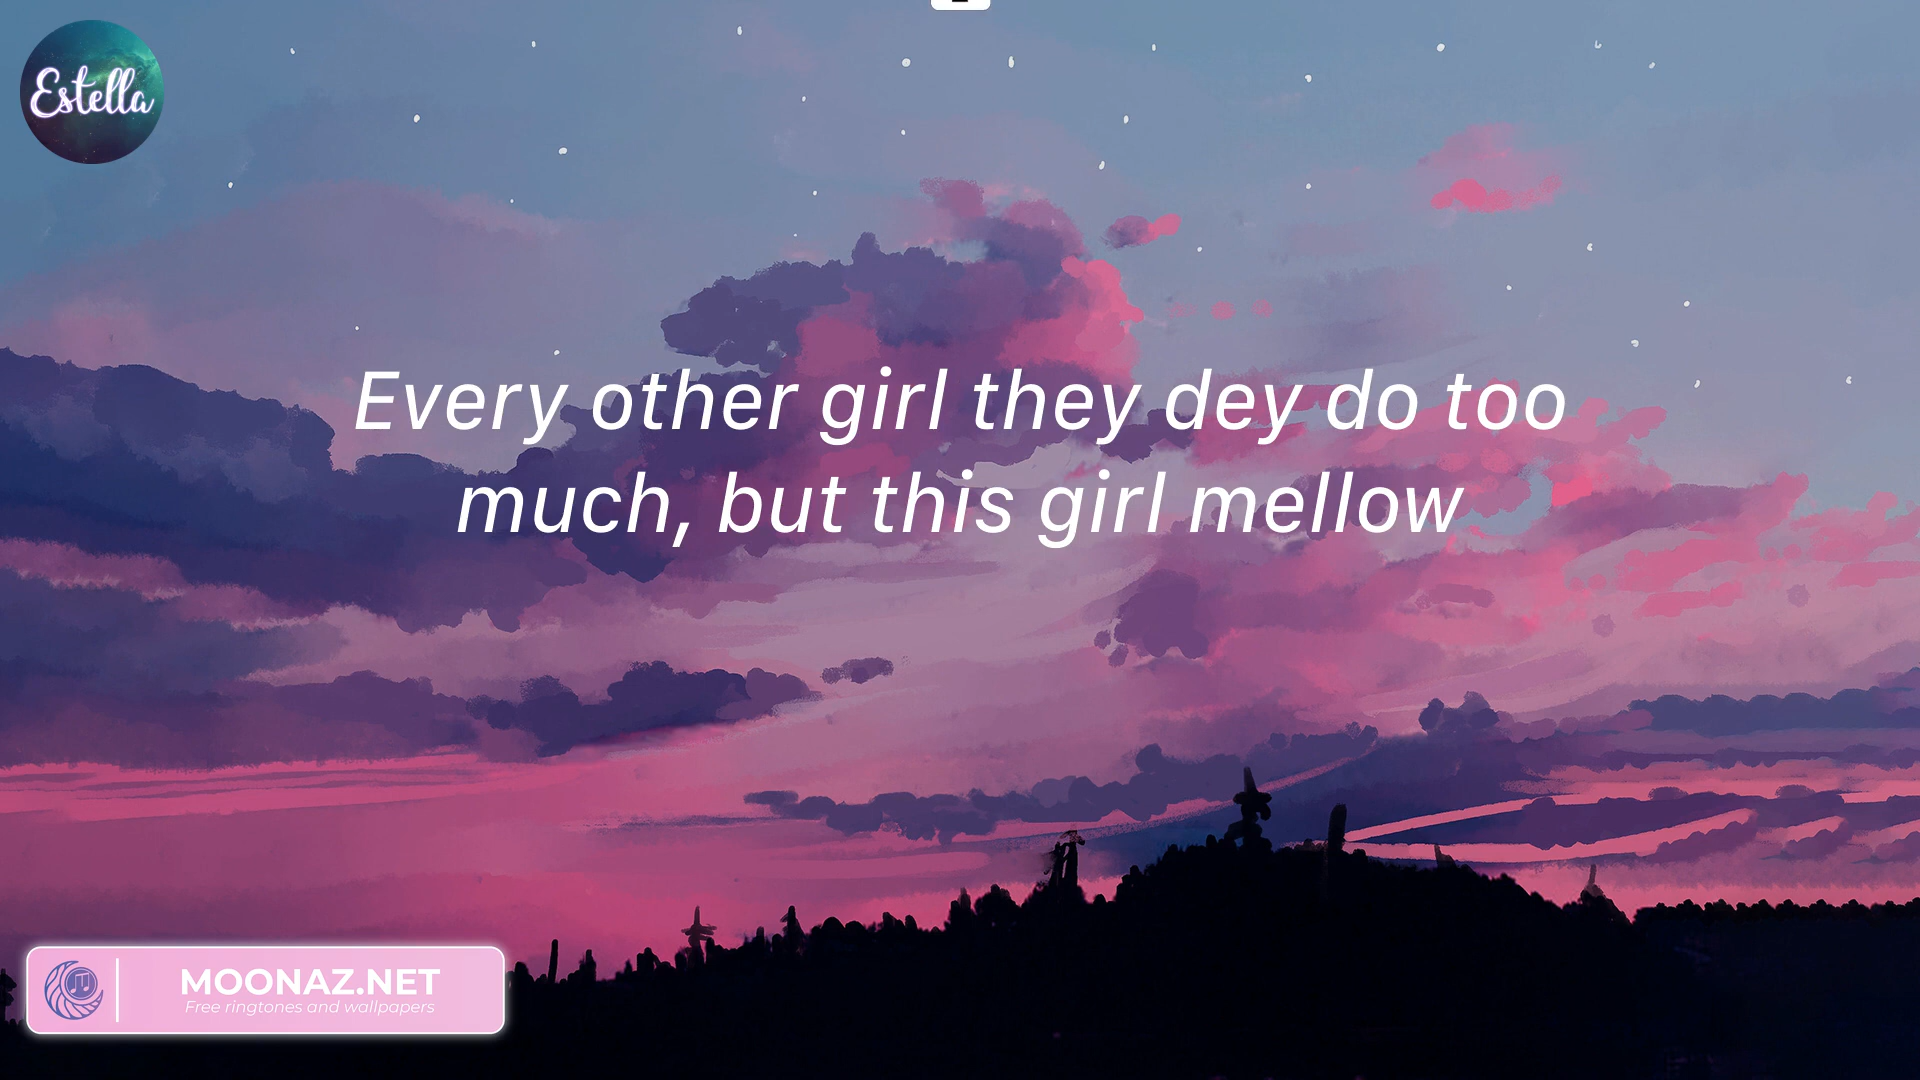 Estella
Every other girl they dey do too
much, but this girl mellow
MOONAZ.NET
Free ringtones and wallpapers